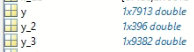 y 1x7913 double
y_2 1x396 double
y_3 1x9382 double